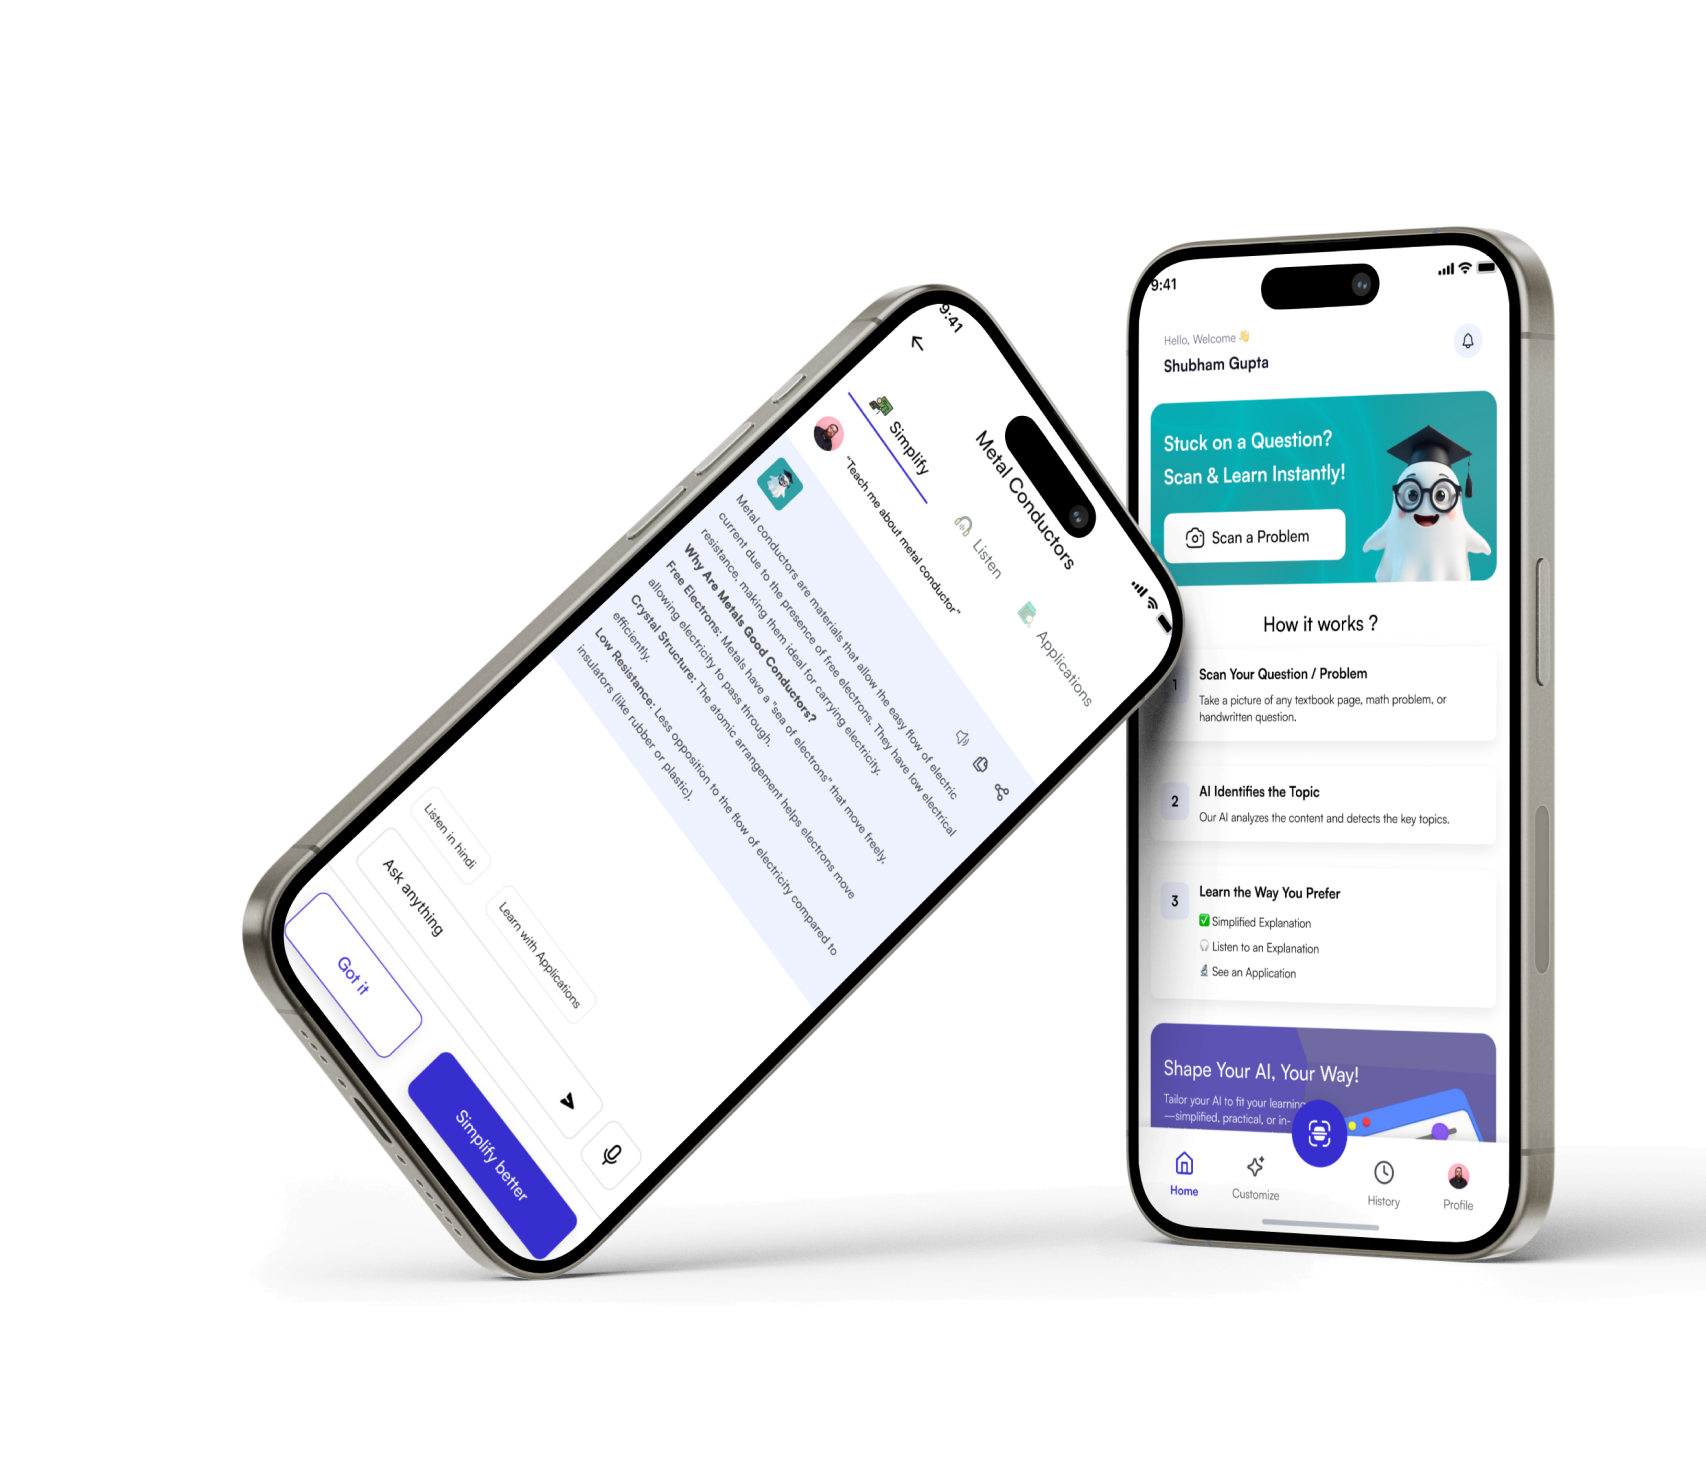 9:41
Metal Conductors
Simplify
Listen
Applications
"Teach me about metal conductor"
Metal conductors are materials that allow the easy flow of electric
current due to the presence of free electrons. They have low electrical
resistance, making them ideal for carrying electricity.
Why Are Metals Good Conductors?
Free Electrons: Metals have a "sea of electrons" that move freely,
allowing electricity to pass through.
Crystal Structure: The atomic arrangement helps electrons move
efficiently.
Low Resistance: Less opposition to the flow of electricity compared to
insulators (like rubber or plastic).
Listen in hindi
Learn with Applications
Ask anything
Got it
Simplify better
9:41
Hello, Welcome 👋
Shubham Gupta
Stuck on a Question?
Scan & Learn Instantly!
Scan a Problem
How it works ?
1
Scan Your Question / Problem
Take a picture of any textbook page, math problem, or
handwritten question.
2
AI Identifies the Topic
Our AI analyzes the content and detects the key topics.
3
Learn the Way You Prefer
✅ Simplified Explanation
🎧 Listen to an Explanation
🔬 See an Application
Shape Your AI, Your Way!
Tailor your AI to fit your learning
—simplified, practical, or in-
Home
Customize
History
Profile